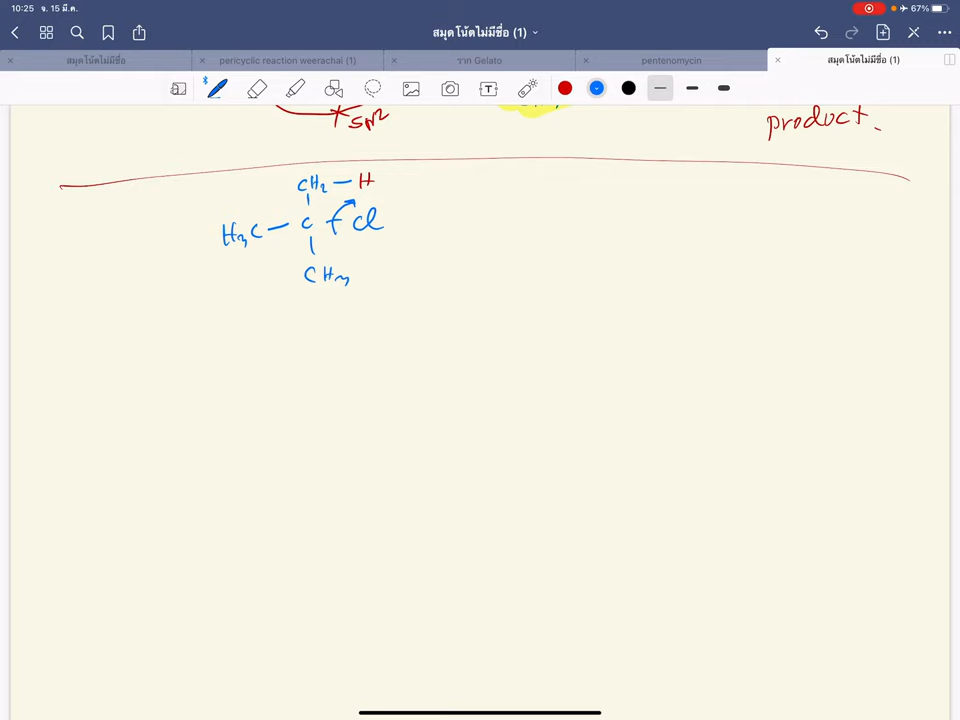 10:25 จ. 15 มี.ค. 67%
สมุดโน้ตไม่มีชื่อ (1)
สมุดโน้ตไม่มีชื่อ pericyclic reaction weerachai (1) ราก Gelato pentenomycin สมุดโน้ตไม่มีชื่อ (1)
SN2
product.
CH2 — H
H3C — C Cl
CH3